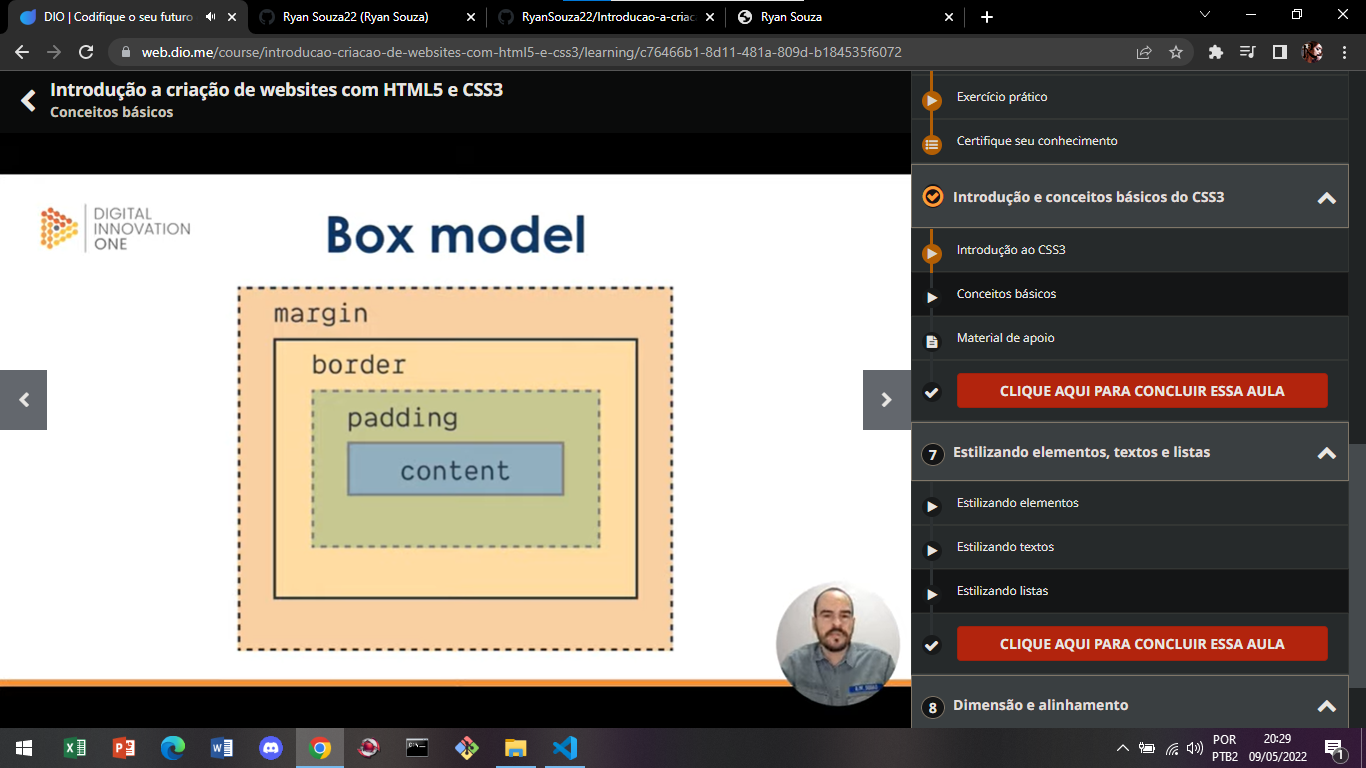 DIO | Codifique o seu futuro
Ryan Souza22 (Ryan Souza)
RyanSouza22/Introducao-a-criac
Ryan Souza
web.dio.me/course/introducao-criacao-de-websites-com-html5-e-css3/learning/c76466b1-8d11-481a-809d-b184535f6072
Introdução a criação de websites com HTML5 e CSS3
Conceitos básicos
DIGITAL
INNOVATION
ONE
Box model
margin
border
padding
content
Exercício prático
Certifique seu conhecimento
Introdução e conceitos básicos do CSS3
Introdução ao CSS3
Conceitos básicos
Material de apoio
CLIQUE AQUI PARA CONCLUIR ESSA AULA
7 Estilizando elementos, textos e listas
Estilizando elementos
Estilizando textos
Estilizando listas
CLIQUE AQUI PARA CONCLUIR ESSA AULA
8 Dimensão e alinhamento
POR
PTB2
20:29
09/05/2022
1